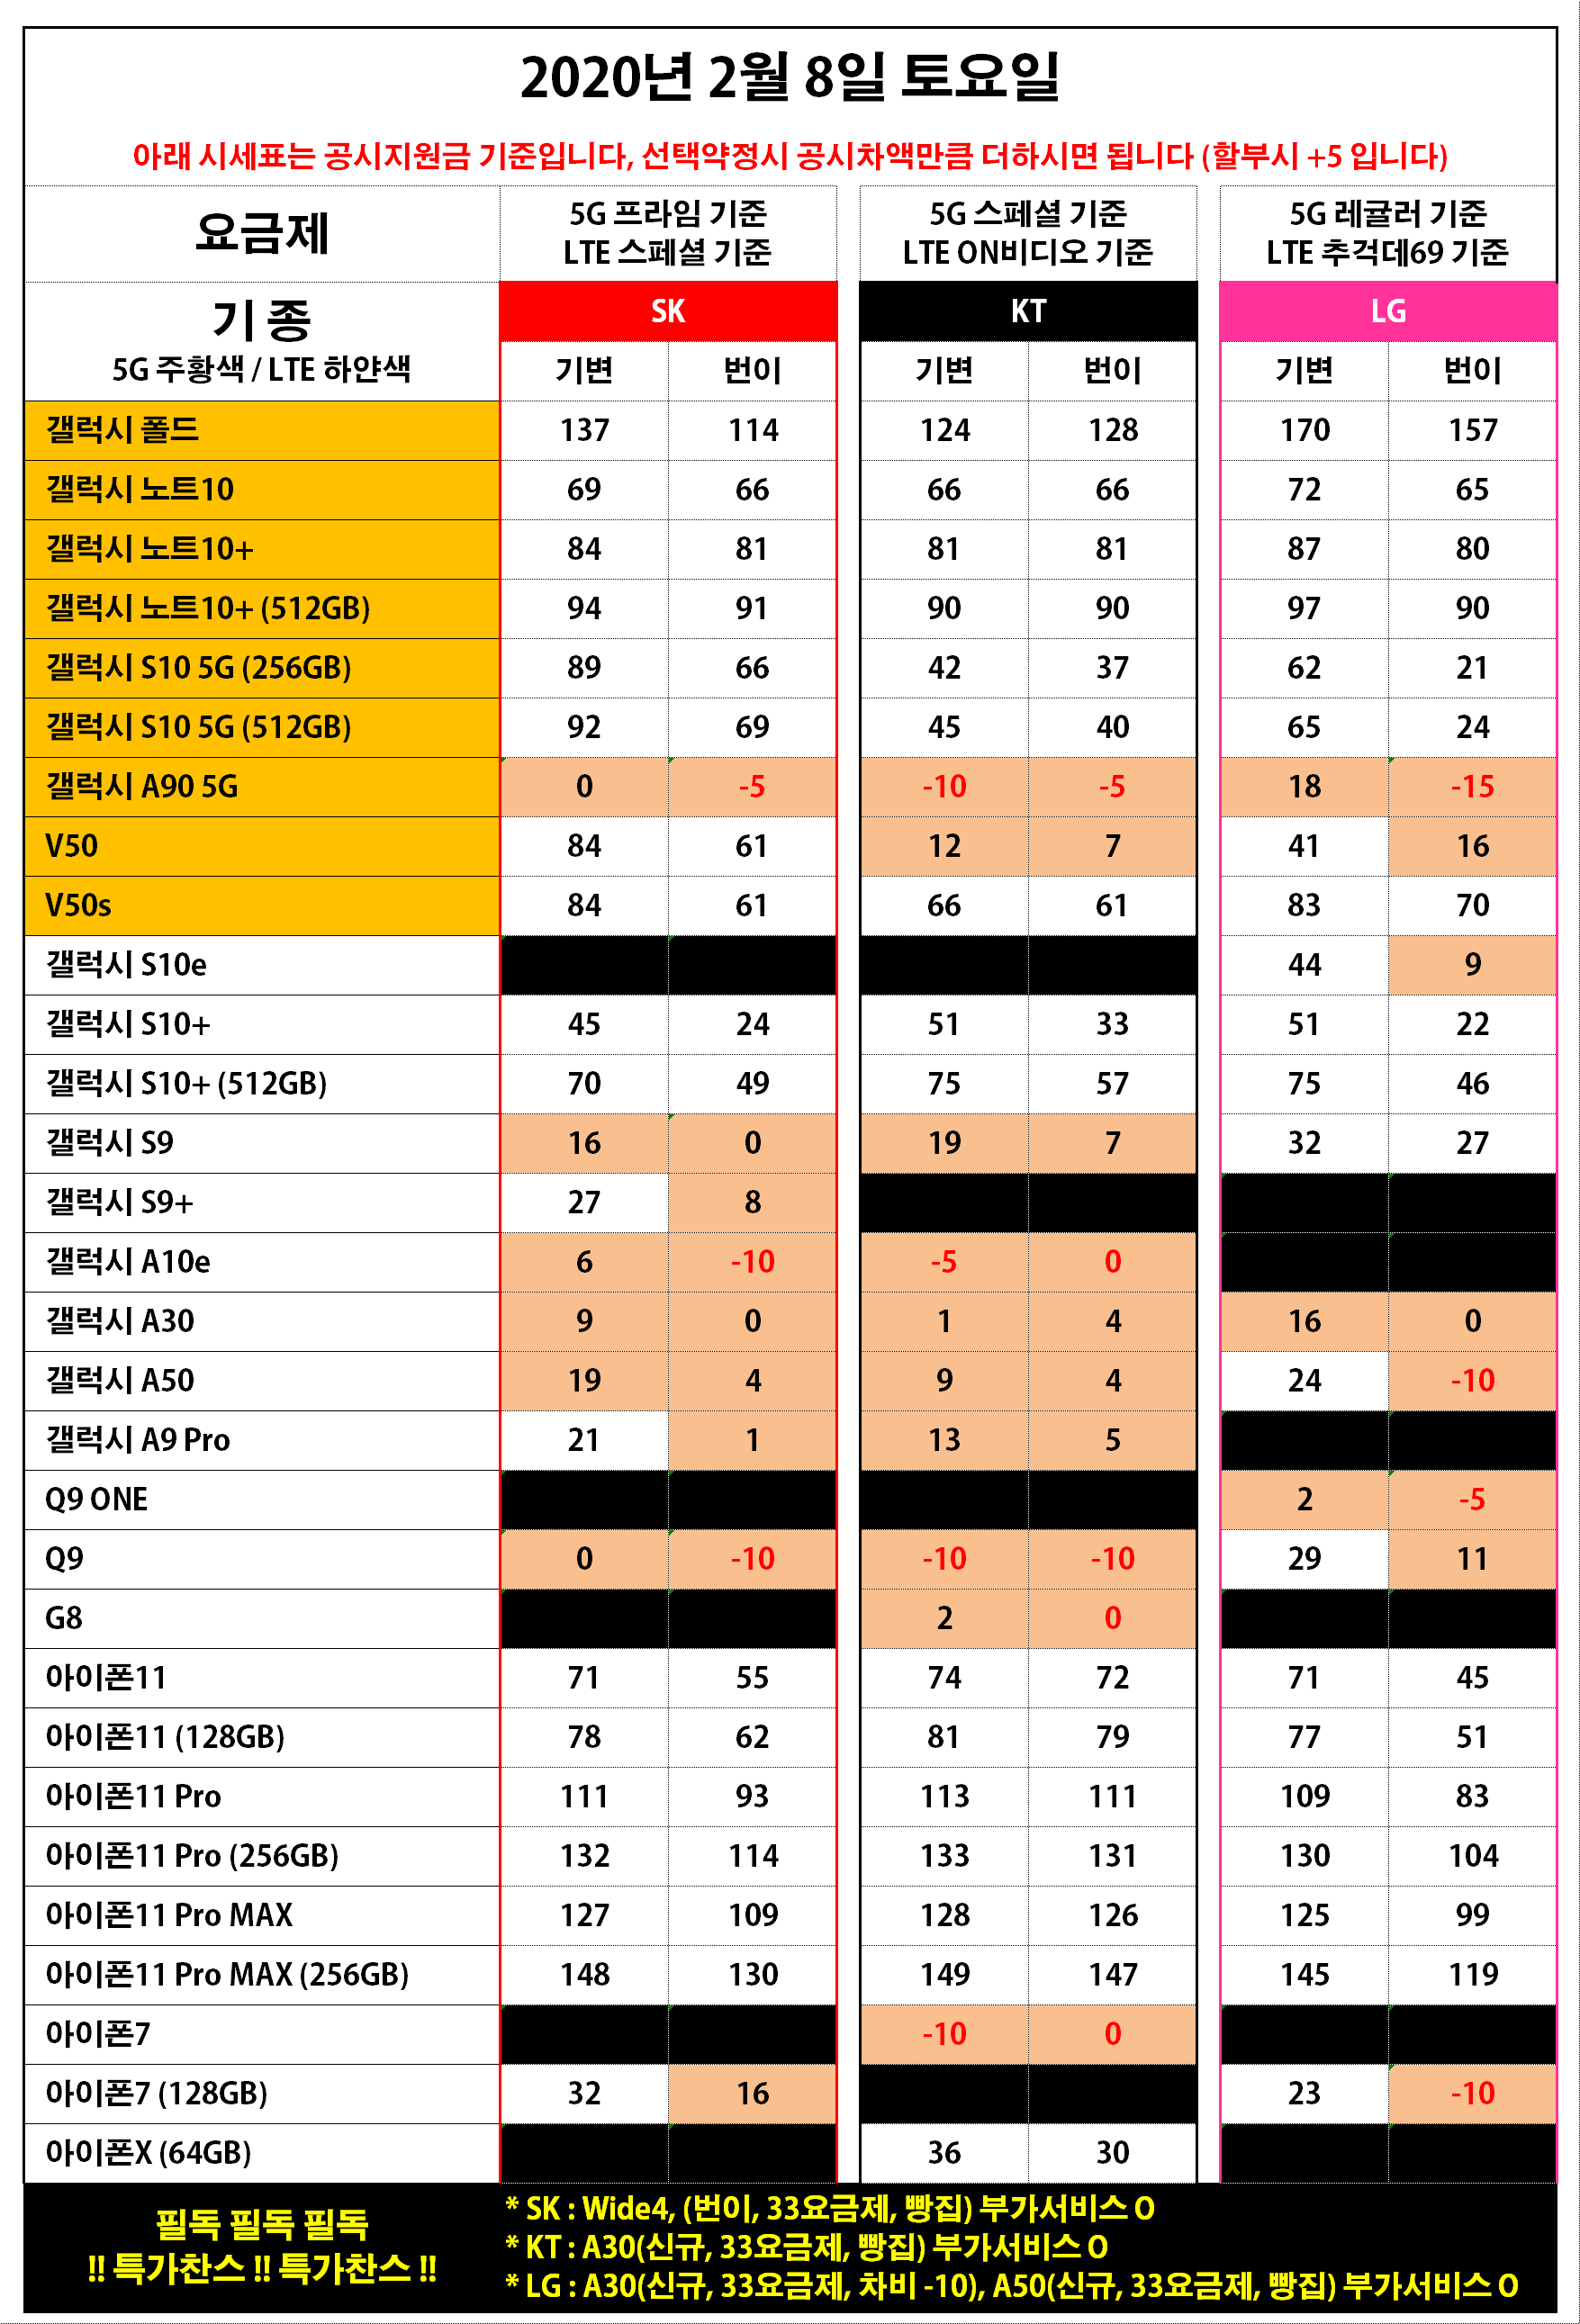 2020년 2월 8일 토요일
아래 시세표는 공시지원금 기준입니다, 선택약정시 공시차액만큼 더하시면 됩니다 (할부시 +5 입니다)
요금제
5G 프라임 기준
LTE 스페셜 기준
5G 스페셜 기준
LTE ON비디오 기준
5G 레귤러 기준
LTE 추걱데69 기준
기 종
5G 주황색 / LTE 하얀색
SK KT LG
기변 번이 기변 번이 기변 번이
갤럭시 폴드 137 114 124 128 170 157
갤럭시 노트10 69 66 66 66 72 65
갤럭시 노트10+ 84 81 81 81 87 80
갤럭시 노트10+ (512GB) 94 91 90 90 97 90
갤럭시 S10 5G (256GB) 89 66 42 37 62 21
갤럭시 S10 5G (512GB) 92 69 45 40 65 24
갤럭시 A90 5G 0 -5 -10 -5 18 -15
V50 84 61 12 7 41 16
V50s 84 61 66 61 83 70
갤럭시 S10e 44 9
갤럭시 S10+ 45 24 51 33 51 22
갤럭시 S10+ (512GB) 70 49 75 57 75 46
갤럭시 S9 16 0 19 7 32 27
갤럭시 S9+ 27 8
갤럭시 A10e 6 -10 -5 0
갤럭시 A30 9 0 1 4 16 0
갤럭시 A50 19 4 9 4 24 -10
갤럭시 A9 Pro 21 1 13 5
Q9 ONE 2 -5
Q9 0 -10 -10 -10 29 11
G8 2 0
아이폰11 71 55 74 72 71 45
아이폰11 (128GB) 78 62 81 79 77 51
아이폰11 Pro 111 93 113 111 109 83
아이폰11 Pro (256GB) 132 114 133 131 130 104
아이폰11 Pro MAX 127 109 128 126 125 99
아이폰11 Pro MAX (256GB) 148 130 149 147 145 119
아이폰7 -10 0
아이폰7 (128GB) 32 16 23 -10
아이폰X (64GB) 36 30
필독 필독 필독
!! 특가찬스 !! 특가찬스 !!
* SK : Wide4, (번이, 33요금제, 빵집) 부가서비스 O
* KT : A30(신규, 33요금제, 빵집) 부가서비스 O
* LG : A30(신규, 33요금제, 차비 -10), A50(신규, 33요금제, 빵집) 부가서비스 O